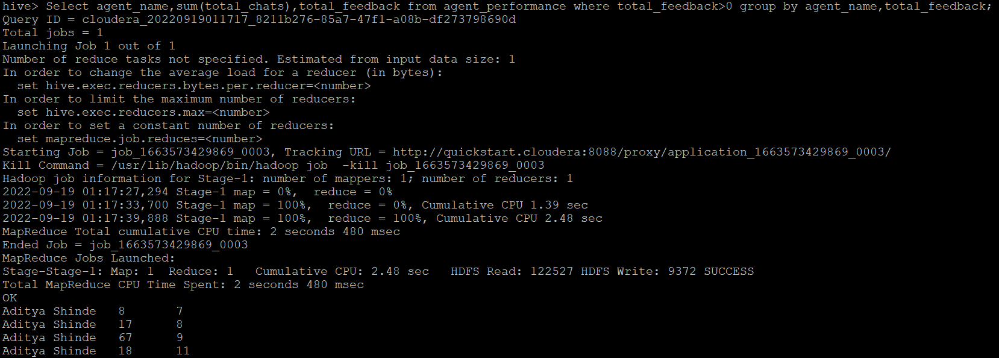 hive> Select agent_name,sum(total_chats),total_feedback from agent_performance where total_feedback>0 group by agent_name,total_feedback;
Query ID = cloudera_20220919011717_8211b276-85a7-47f1-a08b-df273798690d
Total jobs = 1
Launching Job 1 out of 1
Number of reduce tasks not specified. Estimated from input data size: 1
In order to change the average load for a reducer (in bytes):
  set hive.exec.reducers.bytes.per.reducer=<number>
In order to limit the maximum number of reducers:
  set hive.exec.reducers.max=<number>
In order to set a constant number of reducers:
  set mapreduce.job.reduces=<number>
Starting Job = job_1663573429869_0003, Tracking URL = http://quickstart.cloudera:8088/proxy/application_1663573429869_0003/
Kill Command = /usr/lib/hadoop/bin/hadoop job  -kill job_1663573429869_0003
Hadoop job information for Stage-1: number of mappers: 1; number of reducers: 1
2022-09-19 01:17:27,294 Stage-1 map = 0%,  reduce = 0%
2022-09-19 01:17:33,700 Stage-1 map = 100%,  reduce = 0%, Cumulative CPU 1.39 sec
2022-09-19 01:17:39,888 Stage-1 map = 100%,  reduce = 100%, Cumulative CPU 2.48 sec
MapReduce Total cumulative CPU time: 2 seconds 480 msec
Ended Job = job_1663573429869_0003
MapReduce Jobs Launched:
Stage-Stage-1: Map: 1  Reduce: 1   Cumulative CPU: 2.48 sec   HDFS Read: 122527 HDFS Write: 9372 SUCCESS
Total MapReduce CPU Time Spent: 2 seconds 480 msec
OK
Aditya Shinde   8       7
Aditya Shinde   17      8
Aditya Shinde   67      9
Aditya Shinde   18      11